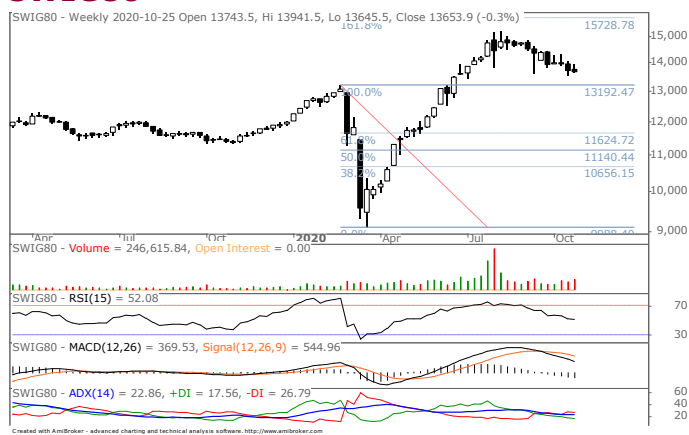 SWIG80 - Weekly 2020-10-25 Open 13743.5, Hi 13941.5, Lo 13645.5, Close 13653.9 (-0.3%)
161.8% 15728.78
15,000
14,000
13,000
100.0% 13192.47
12,000
61.8% 11624.72
11,000
50.0% 11140.44
38.2% 10656.15
10,000
9,000
0.0%
Apr Jul Oct 2020 Apr Jul Oct
SWIG80 - Volume = 246,615.84, Open Interest = 0.00
SWIG80 - RSI(15) = 52.08
70
30
SWIG80 - MACD(12,26) = 369.53, Signal(12,26,9) = 544.96
SWIG80 - ADX(14) = 22.86, +DI = 17.56, -DI = 26.79
60
40
20
Created with AmiBroker - advanced charting and technical analysis software. http://www.amibroker.com